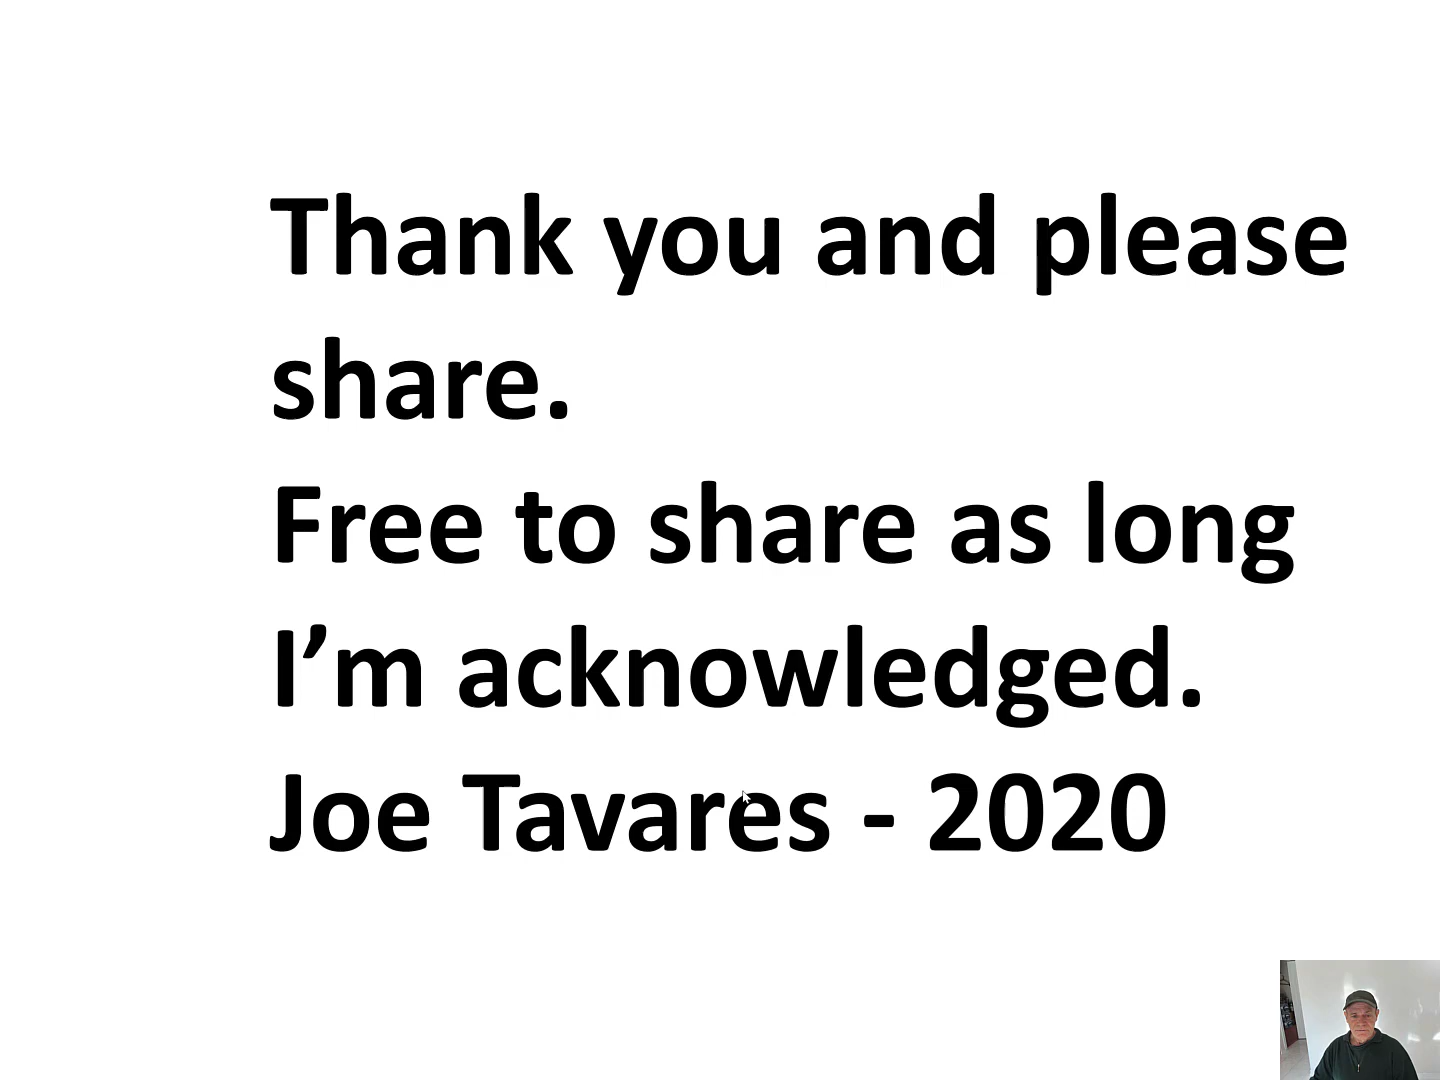 Thank you and please
share.
Free to share as long
I’m acknowledged.
Joe Tavares - 2020